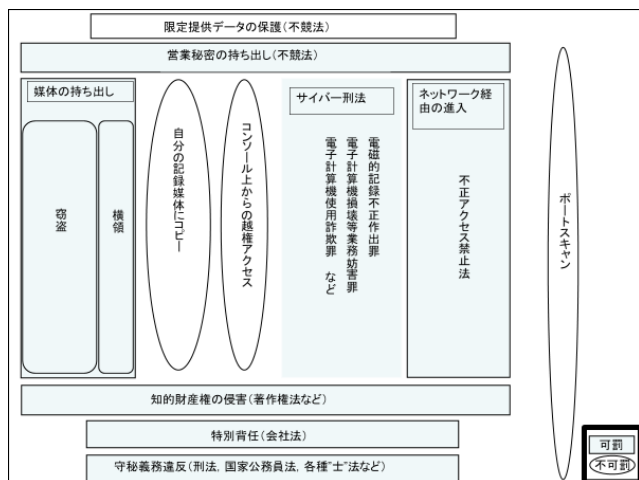 限定提供データの保護(不競法)
営業秘密の持ち出し(不競法)
媒体の持ち出し
窃盗
横領
自分の記録媒体にコピー
コンソール上からの越権アクセス
サイバー刑法
電磁的記録不正作出罪
電子計算機損壊等業務妨害罪
電子計算機使用詐欺罪 など
ネットワーク経
由の進入
不正アクセス禁止法
ポートスキャン
知的財産権の侵害(著作権法など)
特別背任(会社法)
守秘義務違反(刑法, 国家公務員法, 各種"士"法など)
可罰
不可罰